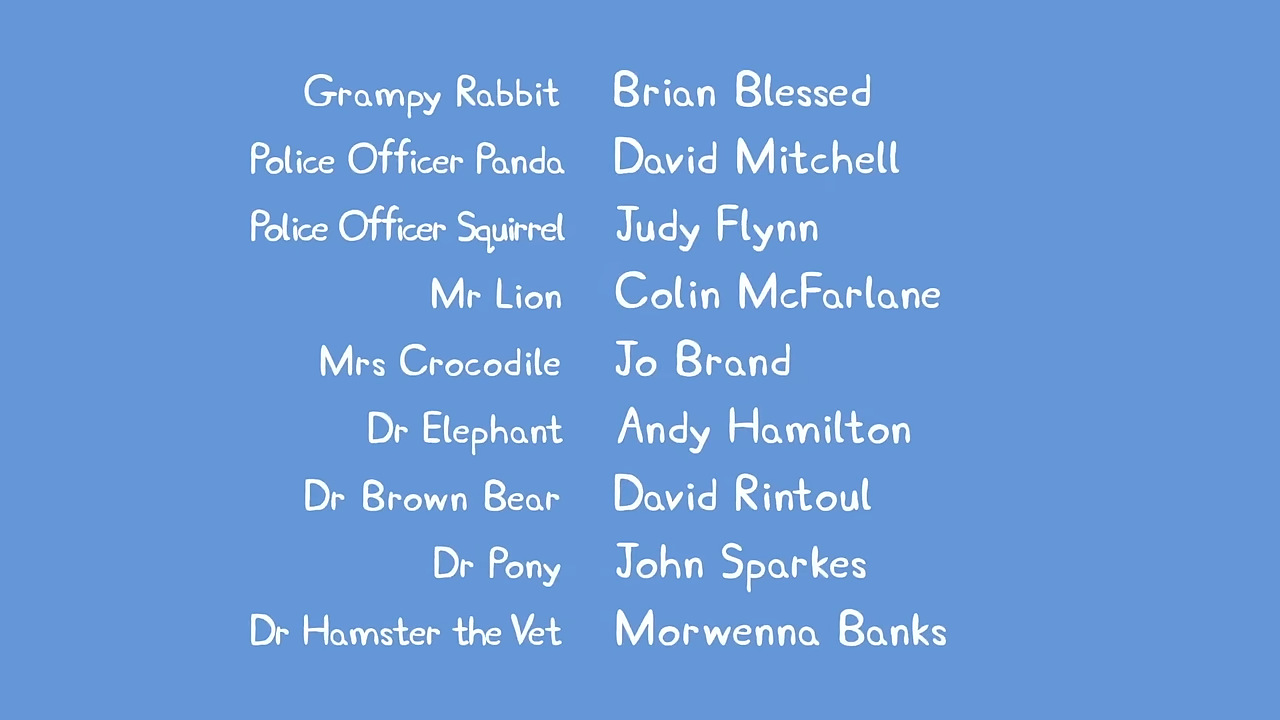 Grampy Rabbit Brian Blessed
Police Officer Panda David Mitchell
Police Officer Squirrel Judy Flynn
Mr Lion Colin McFarlane
Mrs Crocodile Jo Brand
Dr Elephant Andy Hamilton
Dr Brown Bear David Rintoul
Dr Pony John Sparkes
Dr Hamster the Vet Morwenna Banks